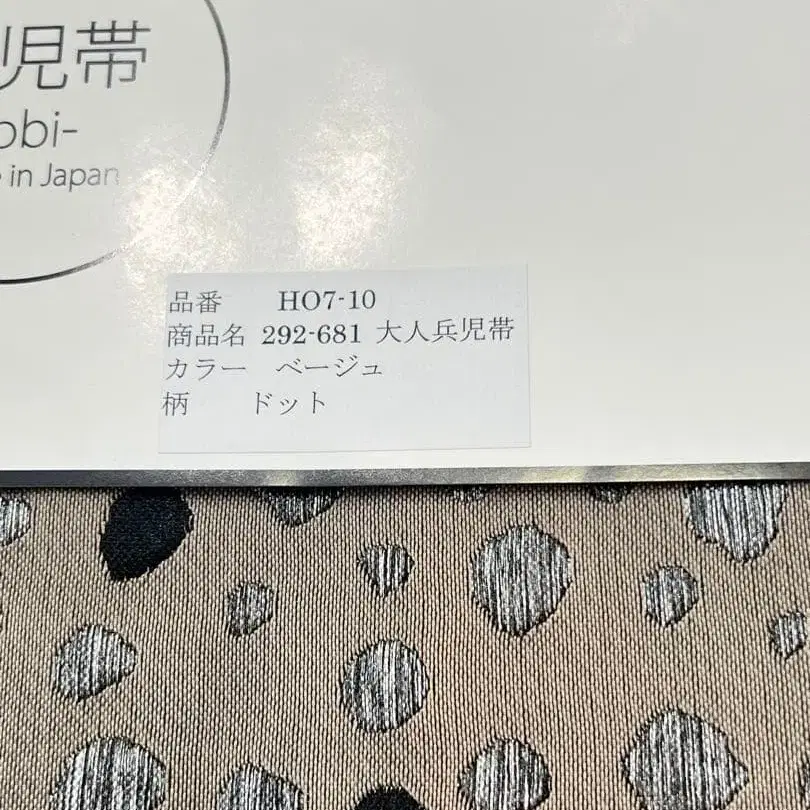 児帯
obi-
in Japan
品番 HO7-10
商品名 292-681 大人兵児帯
カラー ベージュ
柄 ドット